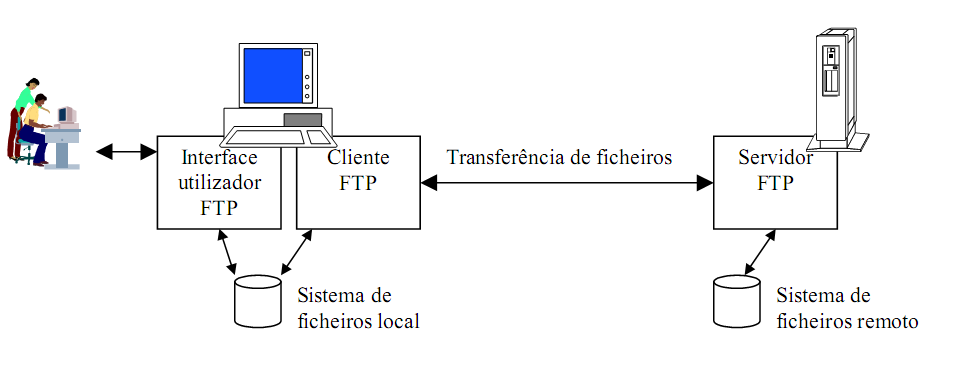 Interface
utilizador
FTP
Cliente
FTP
Transferência de ficheiros
Servidor
FTP
Sistema de
ficheiros local
Sistema de
ficheiros remoto